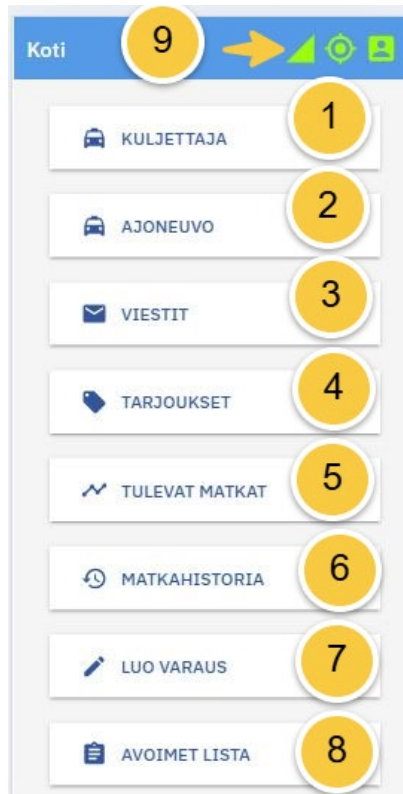 Koti
9
1
KULJETTAJA
2
AJONEUVO
3
VIESTIT
4
TARJOUKSET
5
TULEVAT MATKAT
6
MATKAHISTORIA
7
LUO VARAUS
8
AVOIMET LISTA